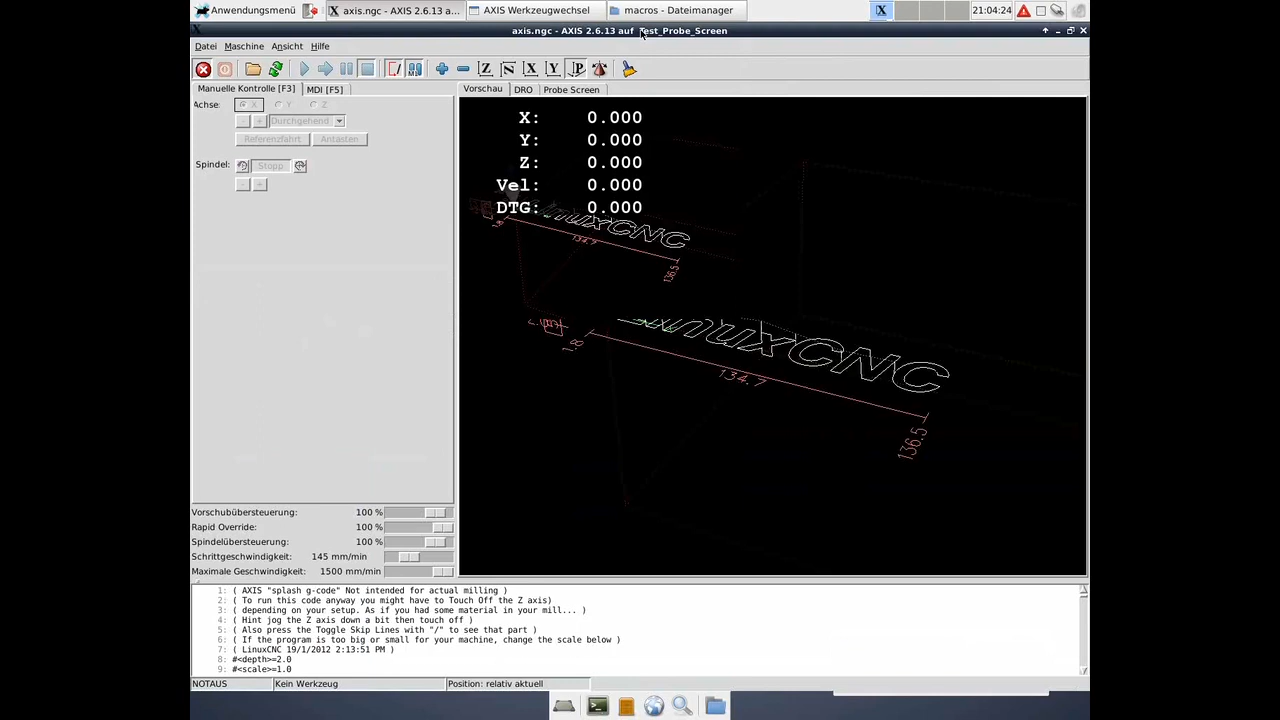 Anwendungsmenü
axis.ngc - AXIS 2.6.13 a...
AXIS Werkzeugwechsel
macros - Dateimanager
21:04:24
axis.ngc - AXIS 2.6.13 auf Test_Probe_Screen
Datei Maschine Ansicht Hilfe
Manuelle Kontrolle [F3] MDI [F5]
Vorschau DRO Probe Screen
Achse: X Y Z
- + Durchgehend
Referenzfahrt Antasten
Spindel: Stopp
- +
X: 0.000
Y: 0.000
Z: 0.000
Vel: 0.000
DTG: 0.000
LinuxCNC
134.7
136.5
1.8
LinuxCNC
134.7
136.5
Vorschubübersteuerung: 100 %
Rapid Override: 100 %
Spindelübersteuerung: 100 %
Schrittgeschwindigkeit: 145 mm/min
Maximale Geschwindigkeit: 1500 mm/min
1: ( AXIS "splash g-code" Not intended for actual milling )
2: ( To run this code anyway you might have to Touch Off the Z axis)
3: ( depending on your setup. As if you had some material in your mill... )
4: ( Hint jog the Z axis down a bit then touch off )
5: ( Also press the Toggle Skip Lines with "/" to see that part )
6: ( If the program is too big or small for your machine, change the scale below )
7: ( LinuxCNC 19/1/2012 2:13:51 PM )
8: #<depth>=2.0
9: #<scale>=1.0
NOTAUS Kein Werkzeug Position: relativ aktuell